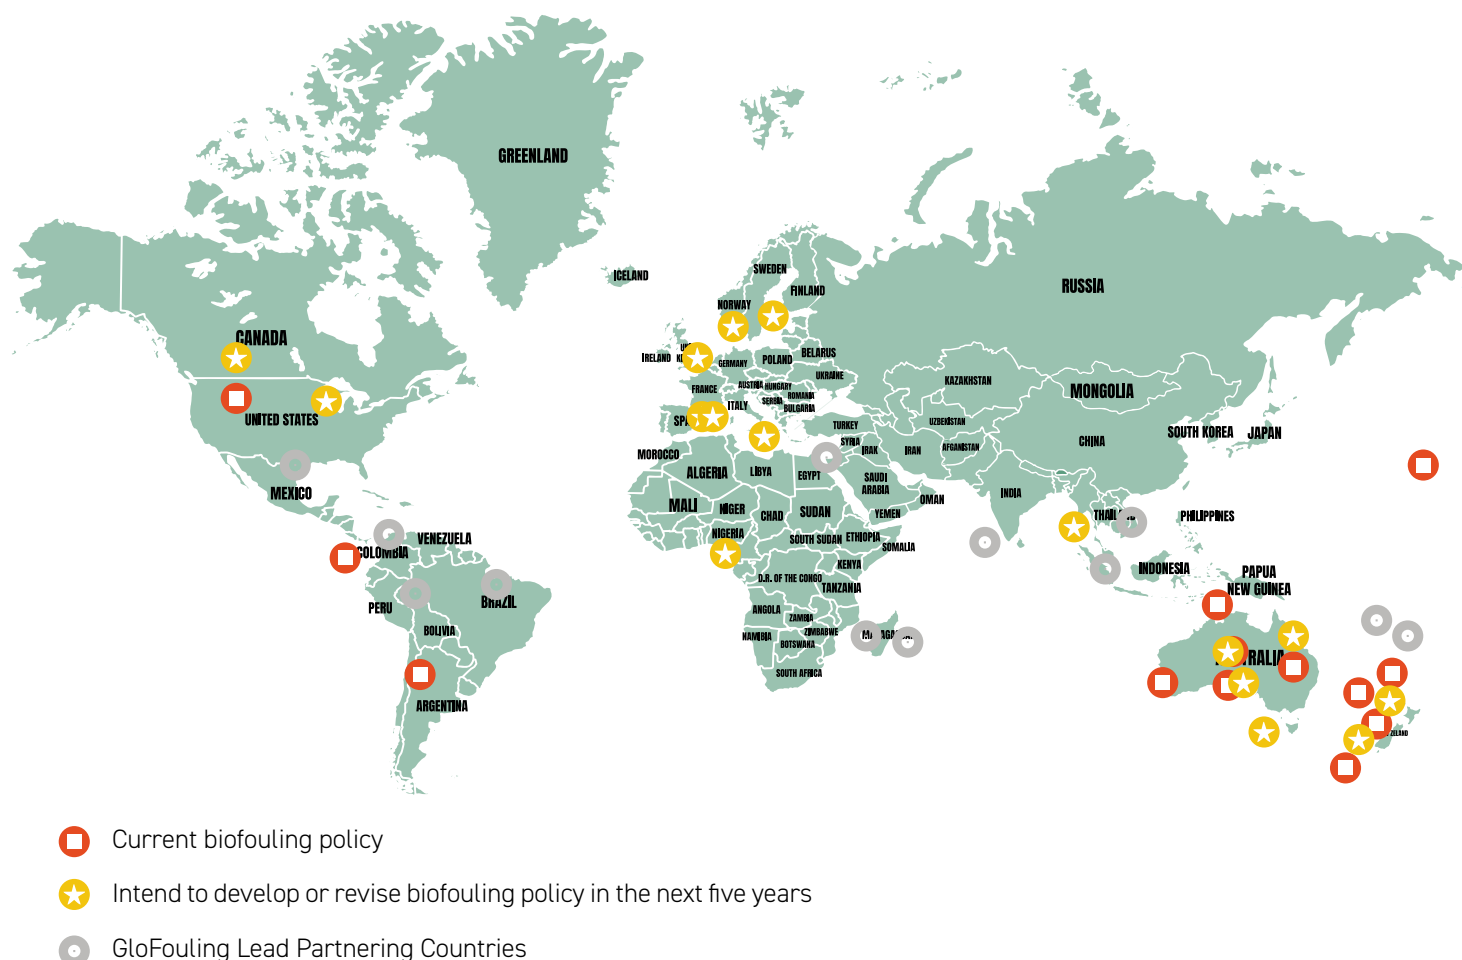 GREENLAND
ICELAND
SWEDEN
FINLAND
NORWAY
RUSSIA
CANADA
IRELAND
GERMANY
POLAND
BELARUS
UKRAINE
FRANCE
AUSTRIA
HUNGARY
ROMANIA
SERBIA
BULGARIA
ITALY
KAZAKHSTAN
MONGOLIA
UNITED STATES
UZBEKISTAN
TURKEY
SYRIA
IRAK
IRAN
AFGANISTAN
CHINA
SOUTH KOREA
JAPAN
MOROCCO
ALGERIA
LIBYA
EGYPT
SAUDI
ARABIA
OMAN
INDIA
MEXICO
MALI
NIGER
CHAD
SUDAN
YEMEN
PHILIPPINES
VENEZUELA
COLOMBIA
NIGERIA
SOUTH SUDAN
ETHIOPIA
SOMALIA
KENYA
INDONESIA
PAPUA
NEW GUINEA
D.R. OF THE CONGO
TANZANIA
PERU
BRAZIL
BOLIVIA
ANGOLA
ZAMBIA
ZIMBABWE
NAMIBIA
BOTSWANA
SOUTH AFRICA
ARGENTINA
Current biofouling policy
Intend to develop or revise biofouling policy in the next five years
GloFouling Lead Partnering Countries